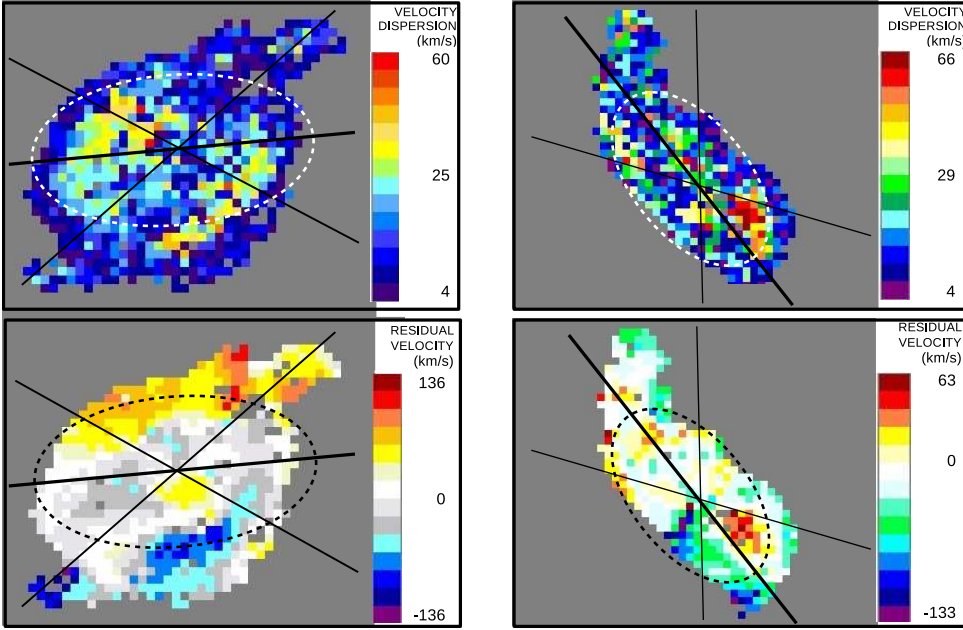 VELOCITY
DISPERSION
(km/s)
60
25
4
VELOCITY
DISPERSION
(km/s)
66
29
4
RESIDUAL
VELOCITY
(km/s)
136
0
-136
RESIDUAL
VELOCITY
(km/s)
63
0
-133